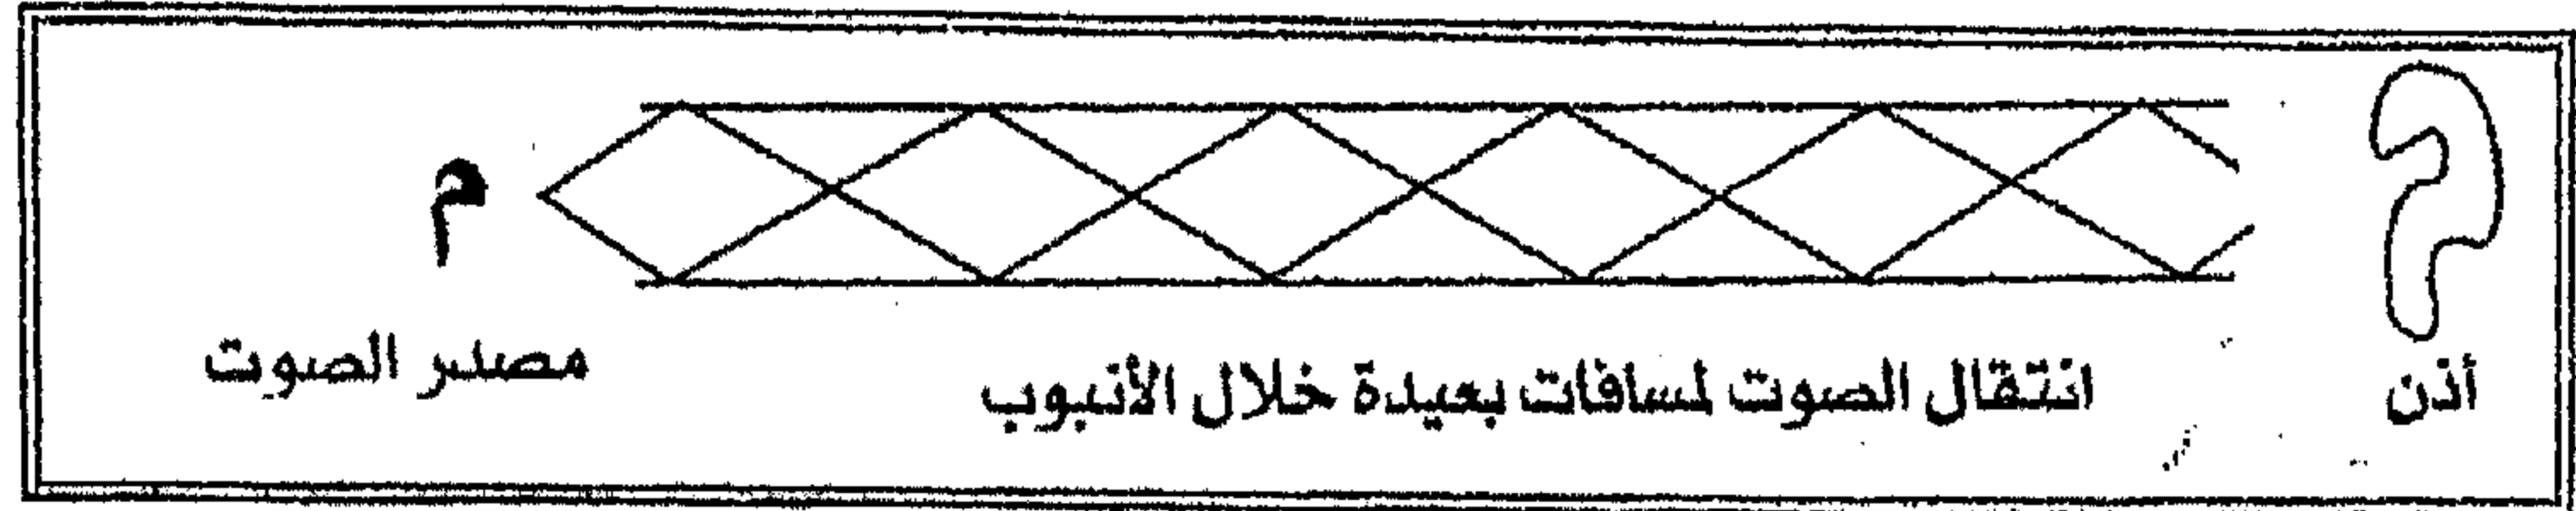 م
أذن
انتقال الصوت لمسافات بعيدة خلال الأنبوب
مصدر الصوت